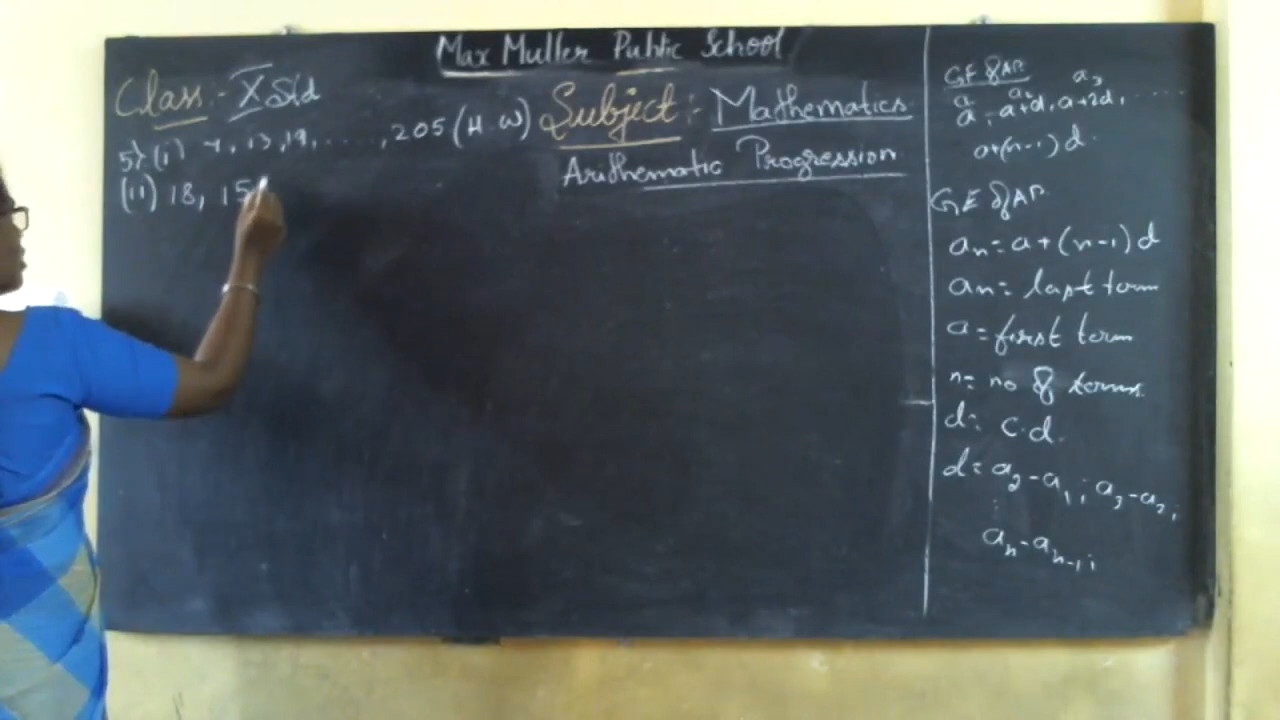 Max Muller Public School
Class:- X Std
Subject: Mathematics
5) (i) 7, 13, 19, ....., 205 (H.W)
Arithematic Progression
(ii) 18, 15
GF of AP
a a₂ a₃
a, a+d, a+2d, .....
a+(n-1)d
GE of AP
an = a+(n-1)d
an = last term
a = first term
n = no of terms
d = c.d.
d = a₂-a₁; a₃-a₂,
an-an-1;